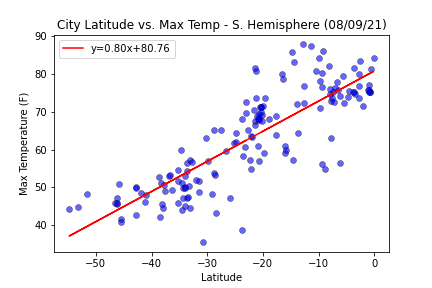 City Latitude vs. Max Temp - S. Hemisphere (08/09/21)
y=0.80x+80.76
90
80
70
60
50
40
Max Temperature (F)
−50 −40 −30 −20 −10 0
Latitude